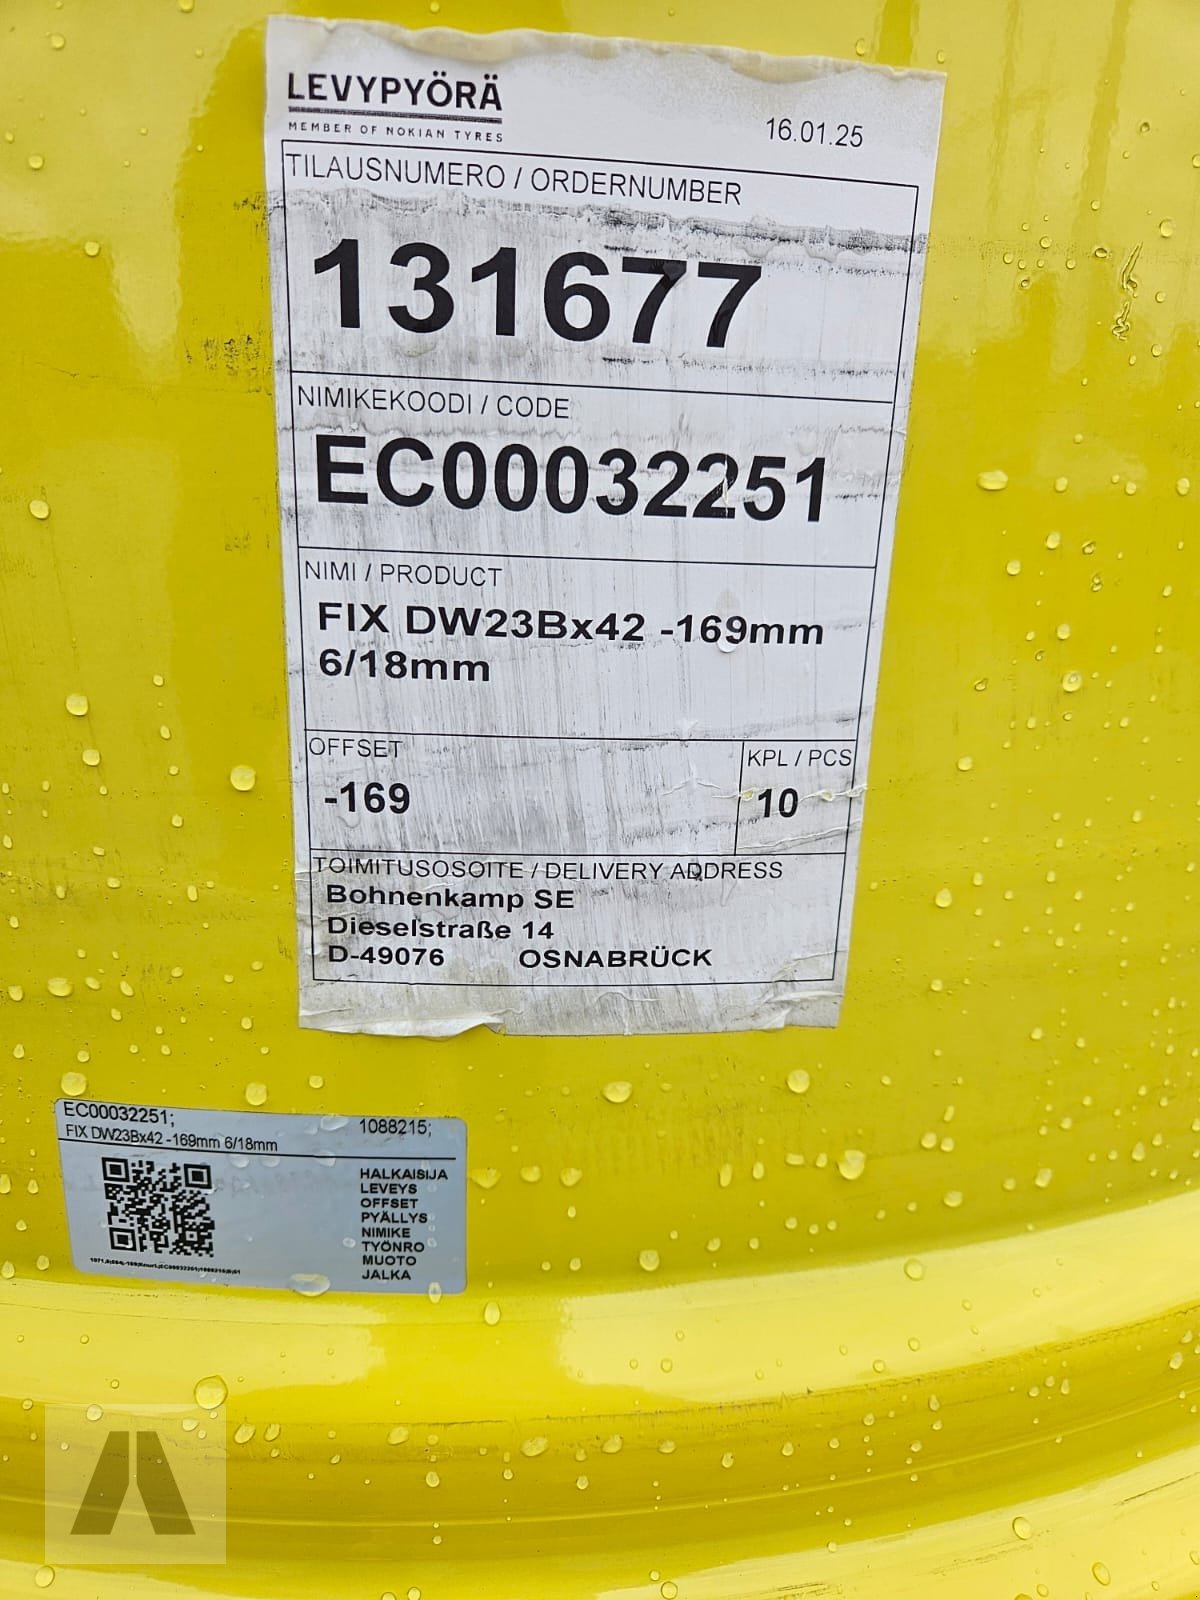 LEVYPYÖRÄ
MEMBER OF NOKIAN TYRES
16.01.25
TILAUSNUMERO / ORDERNUMBER
131677
NIMIKEKOODI / CODE
EC00032251
NIMI / PRODUCT
FIX DW23Bx42 -169mm
6/18mm
OFFSET
-169
KPL / PCS
10
TOIMITUSOSOITE / DELIVERY ADDRESS
Bohnenkamp SE
Dieselstraße 14
D-49076 OSNABRÜCK
EC00032251;
1088215;
FIX DW23Bx42 -169mm 6/18mm
HALKAISIJA
LEVEYS
OFFSET
PYÄLLYS
NIMIKE
TYÖNRO
MUOTO
JALKA